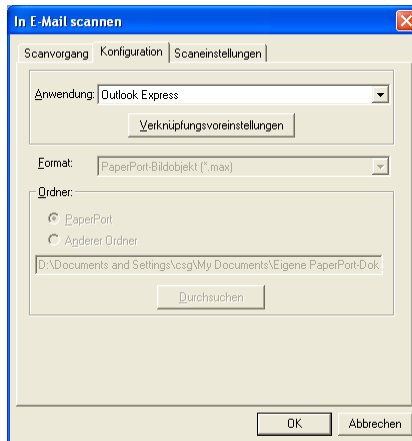 In E-Mail scannen
Scanvorgang Konfiguration Scaneinstellungen
Anwendung: Outlook Express
Verknüpfungsvoreinstellungen
Format: PaperPort-Bildobjekt (*.max)
Ordner:
PaperPort
Anderer Ordner
D:\Documents and Settings\csg\My Documents\Eigene PaperPort-Dok
Durchsuchen
OK Abbrechen